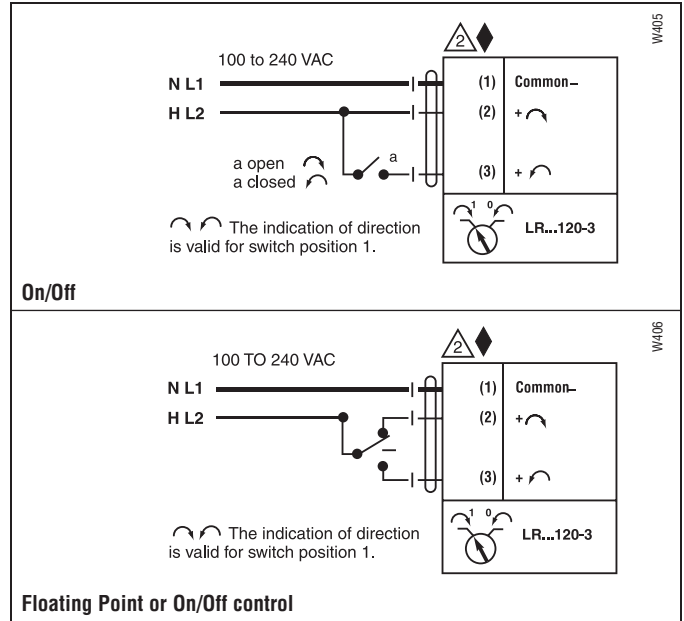 W405
2
100 to 240 VAC
N L1
(1) Common–
H L2
(2) +
a open
a closed
a
(3) +
1 0
LR...120-3
The indication of direction
is valid for switch position 1.
On/Off
W406
2
100 TO 240 VAC
N L1
(1) Common–
H L2
(2) +
(3) +
1 0
LR...120-3
The indication of direction
is valid for switch position 1.
Floating Point or On/Off control